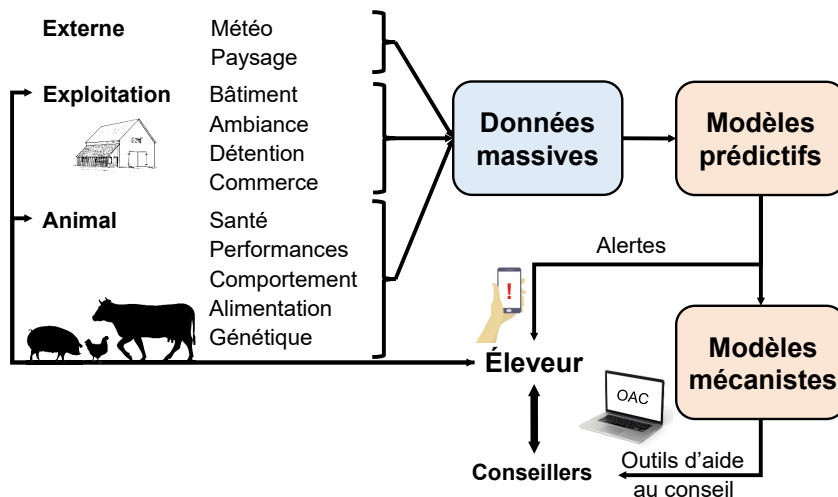 Externe
Météo
Paysage
Exploitation
Bâtiment
Ambiance
Détention
Commerce
Animal
Santé
Performances
Comportement
Alimentation
Génétique
Données
massives
Modèles
prédictifs
Alertes
!
Éleveur
Modèles
mécanistes
OAC
Conseillers
Outils d’aide
au conseil